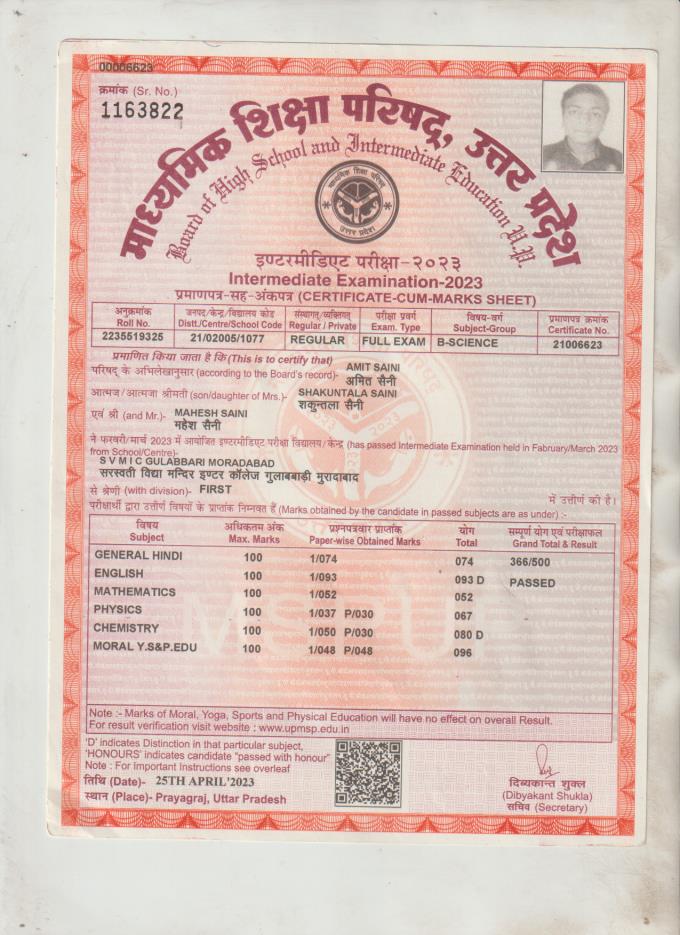 00006623
क्रमांक (Sr. No.)
1163822
माध्यमिक शिक्षा परिषद, उत्तर प्रदेश
Board of High School and Intermediate Education U.P.
माध्यमिक शिक्षा परिषद
उत्तर प्रदेश
इण्टरमीडिएट परीक्षा-२०२३
Intermediate Examination-2023
प्रमाणपत्र-सह-अंकपत्र (CERTIFICATE-CUM-MARKS SHEET)
अनुक्रमांक जनपद/केन्द्र/विद्यालय कोड संस्थागत/व्यक्तिगत परीक्षा प्रवर्ग विषय-वर्ग प्रमाणपत्र क्रमांक
Roll No. Distt./Centre/School Code Regular / Private Exam. Type Subject-Group Certificate No.
2235519325 21/02005/1077 REGULAR FULL EXAM B-SCIENCE 21006623
प्रमाणित किया जाता है कि(This is to certify that)
परिषद् के अभिलेखानुसार (according to the Board's record)- AMIT SAINI
अमित सैनी
आत्मज/आत्मजा श्रीमती (son/daughter of Mrs.)- SHAKUNTALA SAINI
शकुन्तला सैनी
एवं श्री (and Mr.)- MAHESH SAINI
महेश सैनी
ने फरवरी/मार्च 2023 में आयोजित इण्टरमीडिएट परीक्षा विद्यालय/केन्द्र (has passed Intermediate Examination held in Fabruary/March 2023
from School/Centre)-
S V M I C GULABBARI MORADABAD
सरस्वती विद्या मन्दिर इण्टर कॉलेज गुलाबबाड़ी मुरादाबाद
से श्रेणी (with division)- FIRST में उत्तीर्ण की है।
परीक्षार्थी द्वारा उत्तीर्ण विषयों के प्राप्तांक निम्नवत हैं (Marks obtained by the candidate in passed subjects are as under) :-
विषय अधिकतम अंक प्रश्नपत्रवार प्राप्तांक योग सम्पूर्ण योग एवं परीक्षाफल
Subject Max. Marks Paper-wise Obtained Marks Total Grand Total & Result
GENERAL HINDI 100 1/074 074 366/500
ENGLISH 100 1/093 093 D PASSED
MATHEMATICS 100 1/052 052
PHYSICS 100 1/037 P/030 067
CHEMISTRY 100 1/050 P/030 080 D
MORAL Y.S&P.EDU 100 1/048 P/048 096
MSPUP
Note :- Marks of Moral, Yoga, Sports and Physical Education will have no effect on overall Result.
For result verification visit website : www.upmsp.edu.in
'D' indicates Distinction in that particular subject,
'HONOURS' indicates candidate "passed with honour"
Note : For Important Instructions see overleaf
तिथि (Date)- 25TH APRIL'2023
स्थान (Place)- Prayagraj, Uttar Pradesh
दिब्यकान्त शुक्ल
(Dibyakant Shukla)
सचिव (Secretary)